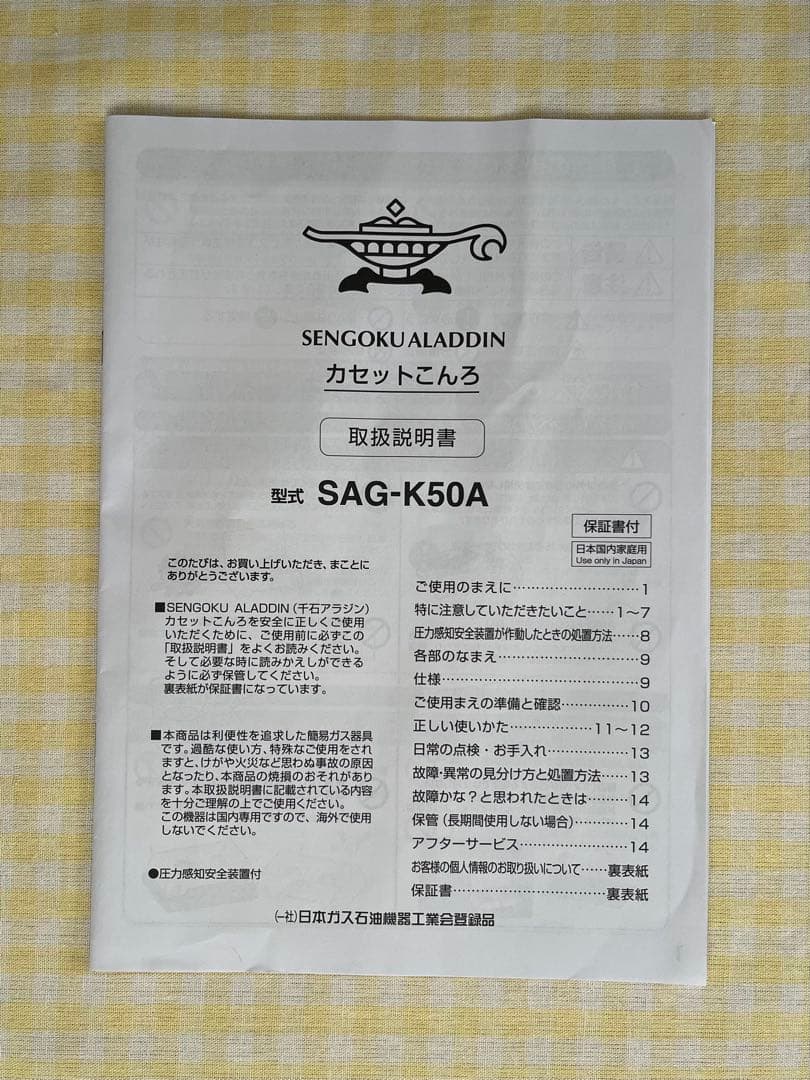 SENGOKU ALADDIN
カセットこんろ
取扱説明書
型式 SAG-K50A
保証書付
日本国内家庭用
Use only in Japan
このたびは、お買い上げいただき、まことに
ありがとうございます。
■SENGOKU ALADDIN(千石アラジン)
カセットこんろを安全に正しくご使用
いただくために、ご使用前に必ずこの
「取扱説明書」をよくお読みください。
そして必要な時に読みかえしができる
ように必ず保管してください。
裏表紙が保証書になっています。
■本商品は利便性を追求した簡易ガス器具
です。過酷な使い方、特殊なご使用をされ
ますと、けがや火災など思わぬ事故の原因
となったり、本商品の焼損のおそれがあり
ます。本取扱説明書に記載されている内容
を十分ご理解の上でご使用ください。
この機器は国内専用ですので、海外で使用
しないでください。
●圧力感知安全装置付
ご使用のまえに……………………1
特に注意していただきたいこと……1〜7
圧力感知安全装置が作動したときの処置方法……8
各部のなまえ……………………9
仕様……………………………9
ご使用まえの準備と確認……………10
正しい使いかた………………11〜12
日常の点検・お手入れ……………13
故障・異常の見分け方と処置方法……13
故障かな?と思われたときは………14
保管(長期間使用しない場合)…………14
アフターサービス…………………14
お客様の個人情報のお取り扱いについて……裏表紙
保証書……………………………裏表紙
(一社)日本ガス石油機器工業会登録品